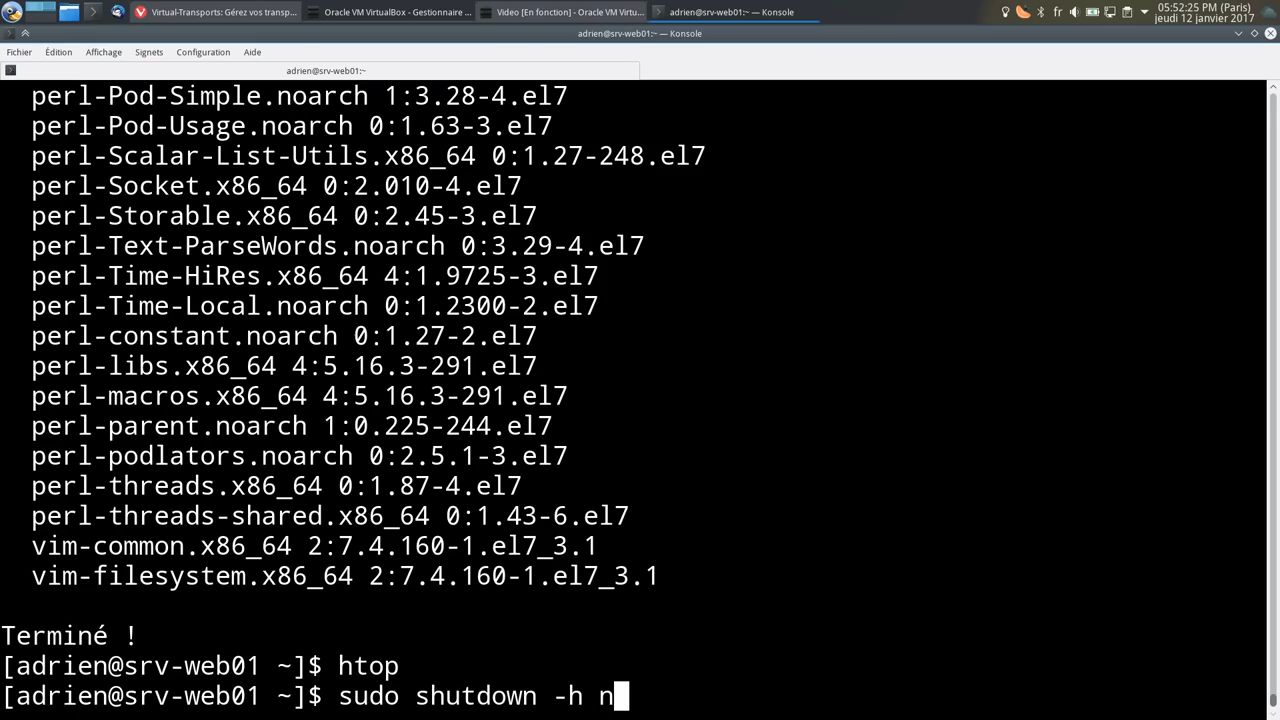 Virtual-Transports: Gérez vos transp...
Oracle VM VirtualBox - Gestionnaire ...
Video [En fonction] - Oracle VM Virtu...
adrien@srv-web01:~ — Konsole
fr
05:52:25 PM (Paris)
jeudi 12 janvier 2017
adrien@srv-web01:~ — Konsole
Fichier Édition Affichage Signets Configuration Aide
adrien@srv-web01:~
perl-Pod-Simple.noarch 1:3.28-4.el7
perl-Pod-Usage.noarch 0:1.63-3.el7
perl-Scalar-List-Utils.x86_64 0:1.27-248.el7
perl-Socket.x86_64 0:2.010-4.el7
perl-Storable.x86_64 0:2.45-3.el7
perl-Text-ParseWords.noarch 0:3.29-4.el7
perl-Time-HiRes.x86_64 4:1.9725-3.el7
perl-Time-Local.noarch 0:1.2300-2.el7
perl-constant.noarch 0:1.27-2.el7
perl-libs.x86_64 4:5.16.3-291.el7
perl-macros.x86_64 4:5.16.3-291.el7
perl-parent.noarch 1:0.225-244.el7
perl-podlators.noarch 0:2.5.1-3.el7
perl-threads.x86_64 0:1.87-4.el7
perl-threads-shared.x86_64 0:1.43-6.el7
vim-common.x86_64 2:7.4.160-1.el7_3.1
vim-filesystem.x86_64 2:7.4.160-1.el7_3.1
Terminé !
[adrien@srv-web01 ~]$ htop
[adrien@srv-web01 ~]$ sudo shutdown -h n